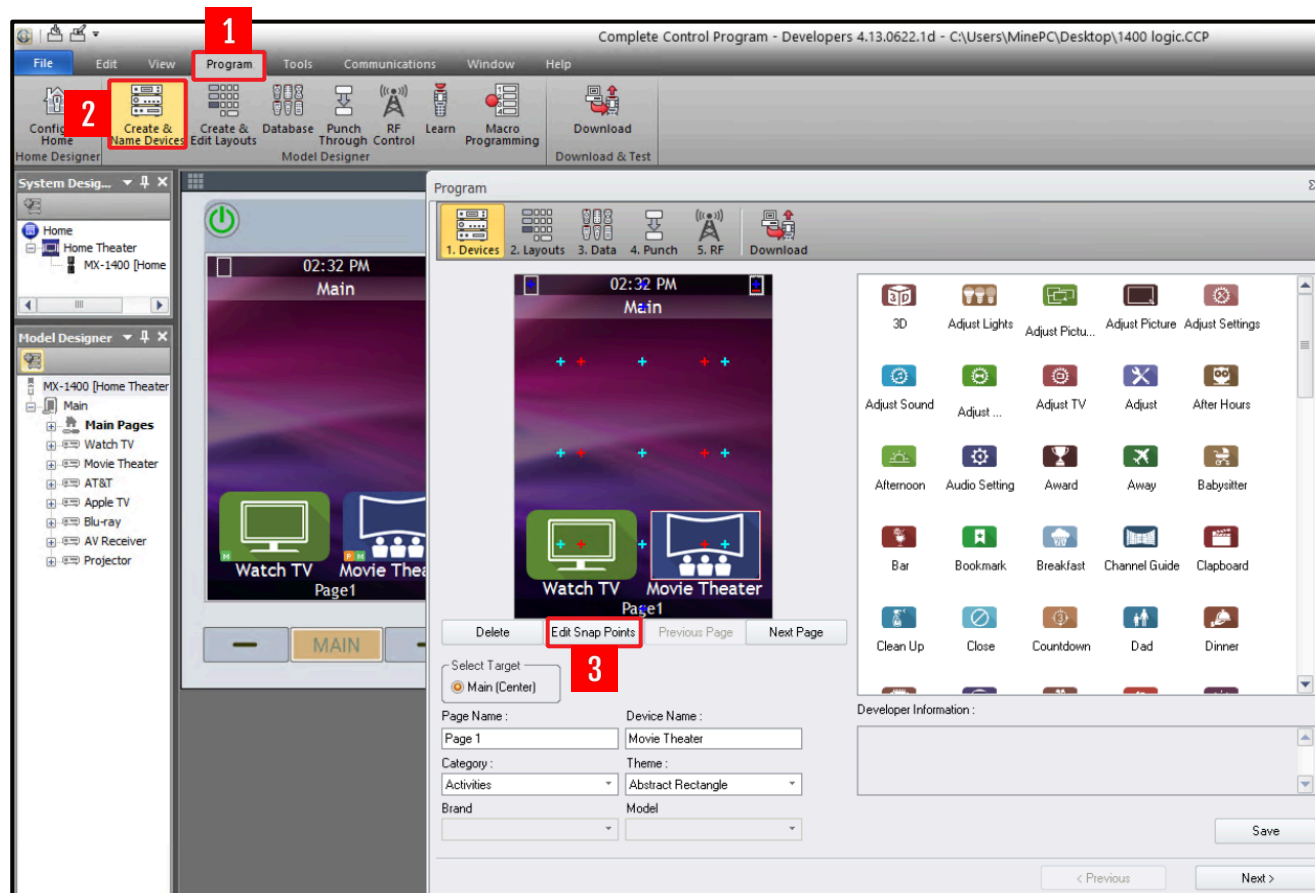 1
Complete Control Program - Developers 4.13.0622.1d - C:\Users\MinePC\Desktop\1400 logic.CCP
File Edit View Program Tools Communications Window Help
2
Home
Create &
Name Devices
Create &
Edit Layouts
Database
Punch
Through
RF
Control
Learn
Macro
Programming
Download
Home Designer
Model Designer
Download & Test
System Desig...
Home
Home Theater
MX-1400 [Home
Model Designer
MX-1400 [Home Theater
Main
Main Pages
Watch TV
Movie Theater
AT&T
Apple TV
Blu-ray
AV Receiver
Projector
02:32 PM
Main
M
P M
Watch TV Movie Thea
Page1
MAIN
Program
1. Devices 2. Layouts 3. Data 4. Punch 5. RF Download
02:32 PM
Main
Watch TV Movie Theater
Page1
Delete Edit Snap Points Previous Page Next Page
3
Select Target
Main (Center)
Page Name : Device Name :
Page 1 Movie Theater
Category : Theme :
Activities Abstract Rectangle
Brand Model
3D Adjust Lights Adjust Pictu... Adjust Picture Adjust Settings
Adjust Sound Adjust ... Adjust TV Adjust After Hours
Afternoon Audio Setting Award Away Babysitter
Bar Bookmark Breakfast Channel Guide Clapboard
Clean Up Close Countdown Dad Dinner
Developer Information :
Save
< Previous Next >